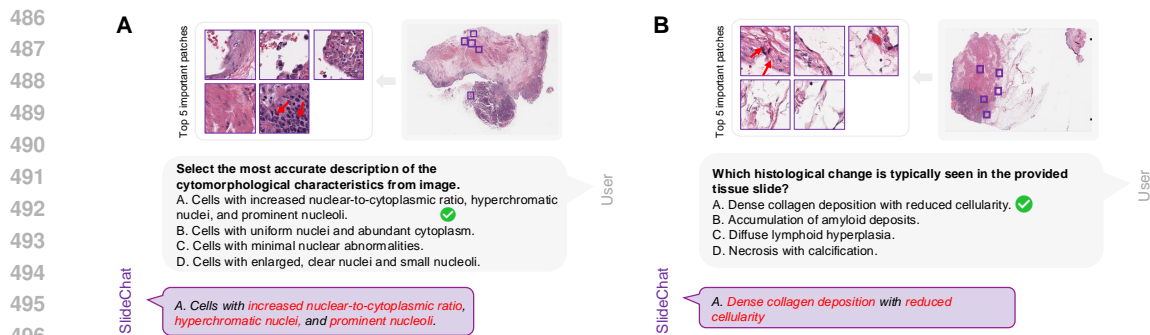 486
487
488
489
490
491
492
493
494
495
496
A
Top 5 important patches
Select the most accurate description of the
cytomorphological characteristics from image.
A. Cells with increased nuclear-to-cytoplasmic ratio, hyperchromatic
nuclei, and prominent nucleoli.
B. Cells with uniform nuclei and abundant cytoplasm.
C. Cells with minimal nuclear abnormalities.
D. Cells with enlarged, clear nuclei and small nucleoli.
User
SlideChat
A. Cells with increased nuclear-to-cytoplasmic ratio,
hyperchromatic nuclei, and prominent nucleoli.
B
Top 5 important patches
Which histological change is typically seen in the provided
tissue slide?
A. Dense collagen deposition with reduced cellularity.
B. Accumulation of amyloid deposits.
C. Diffuse lymphoid hyperplasia.
D. Necrosis with calcification.
User
SlideChat
A. Dense collagen deposition with reduced
cellularity